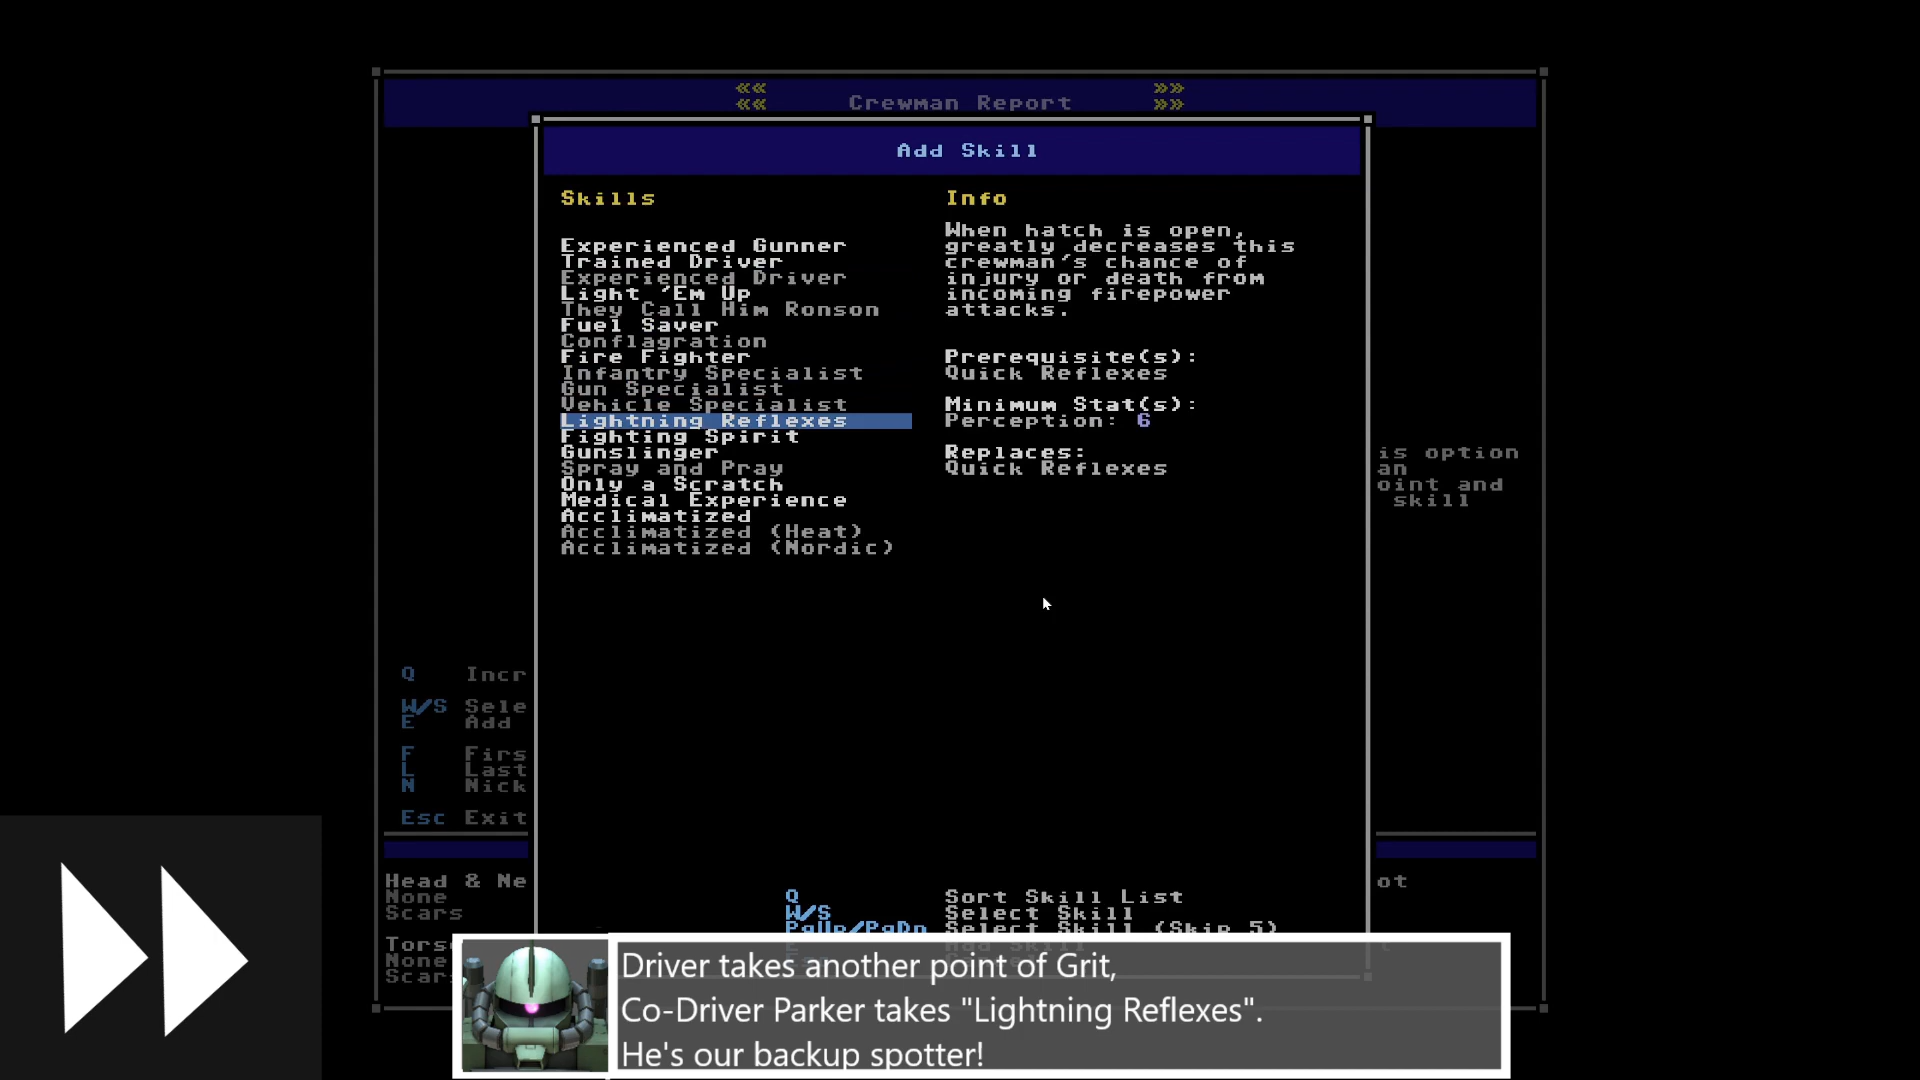 «« »»
«« Crewman Report »»
Add Skill
Skills
Experienced Gunner
Trained Driver
Experienced Driver
Light 'Em Up
They Call Him Ronson
Fuel Saver
Conflagration
Fire Fighter
Infantry Specialist
Gun Specialist
Vehicle Specialist
Lightning Reflexes
Fighting Spirit
Gunslinger
Spray and Pray
Only a Scratch
Medical Experience
Acclimatized
Acclimatized (Heat)
Acclimatized (Nordic)
Info
When hatch is open,
greatly decreases this
crewman's chance of
injury or death from
incoming firepower
attacks.
Prerequisite(s):
Quick Reflexes
Minimum Stat(s):
Perception: 6
Replaces:
Quick Reflexes
is option
an
oint and
skill
Q Incr
W/S Sele
E Add
F Firs
L Last
N Nick
Esc Exit
Head & Ne
None
Scars
Tors
None
Scar
ot
Q Sort Skill List
W/S Select Skill
PgUp/PgDn Select Skill (Skip 5)
Driver takes another point of Grit,
Co-Driver Parker takes "Lightning Reflexes".
He's our backup spotter!